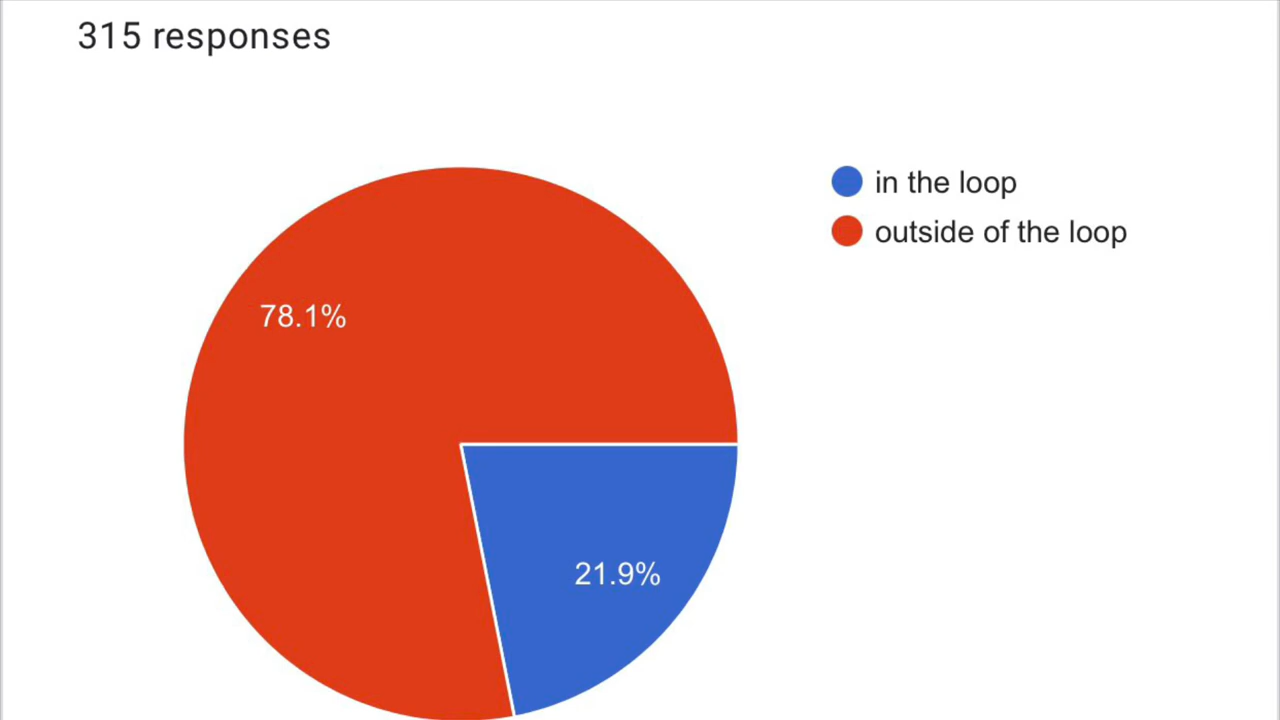 315 responses
in the loop
outside of the loop
78.1%
21.9%